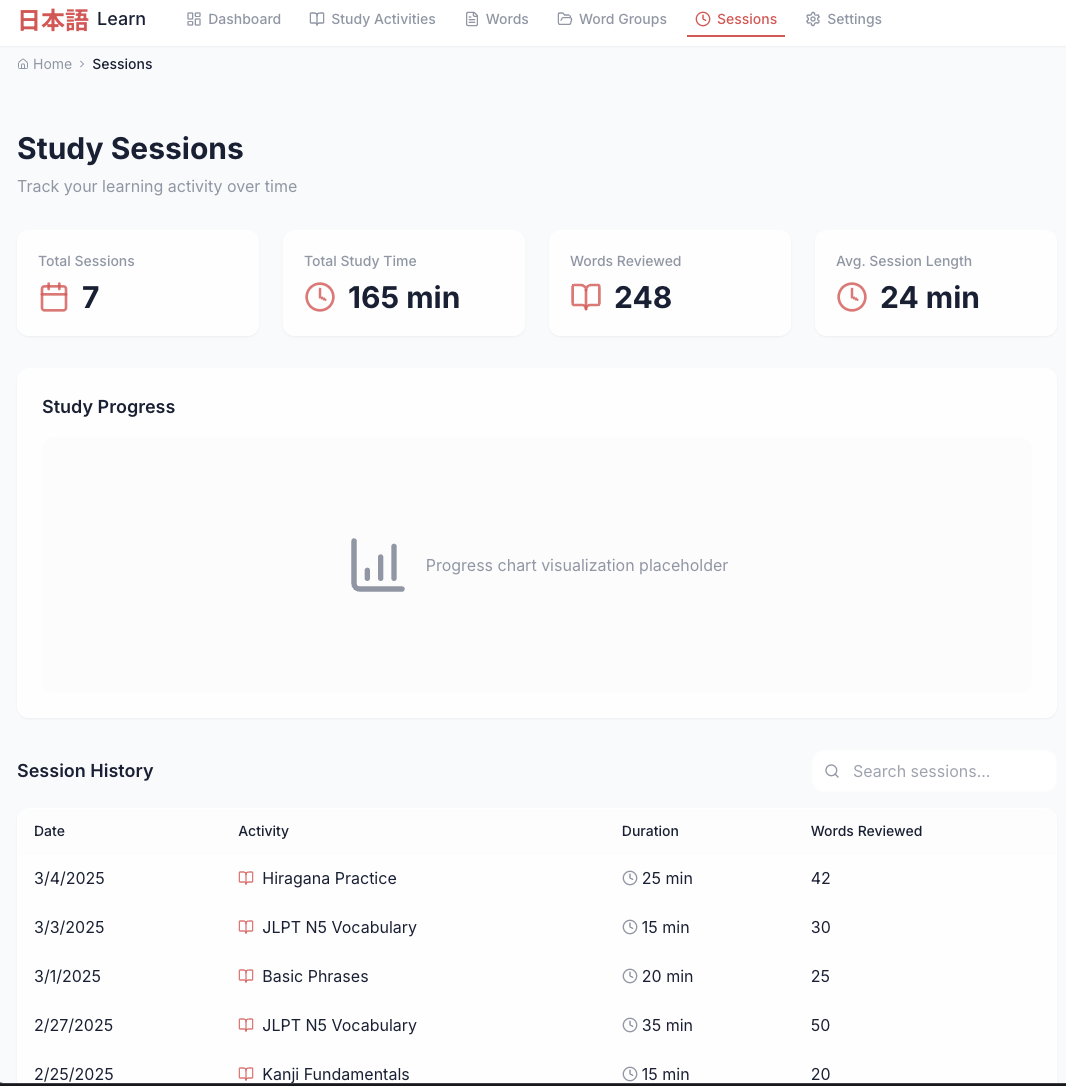 日本語 Learn Dashboard Study Activities Words Word Groups Sessions Settings
Home > Sessions
Study Sessions
Track your learning activity over time
Total Sessions Total Study Time Words Reviewed Avg. Session Length
7 165 min 248 24 min
Study Progress
Progress chart visualization placeholder
Session History Search sessions...
Date Activity Duration Words Reviewed
3/4/2025 Hiragana Practice 25 min 42
3/3/2025 JLPT N5 Vocabulary 15 min 30
3/1/2025 Basic Phrases 20 min 25
2/27/2025 JLPT N5 Vocabulary 35 min 50
2/25/2025 Kanji Fundamentals 15 min 20